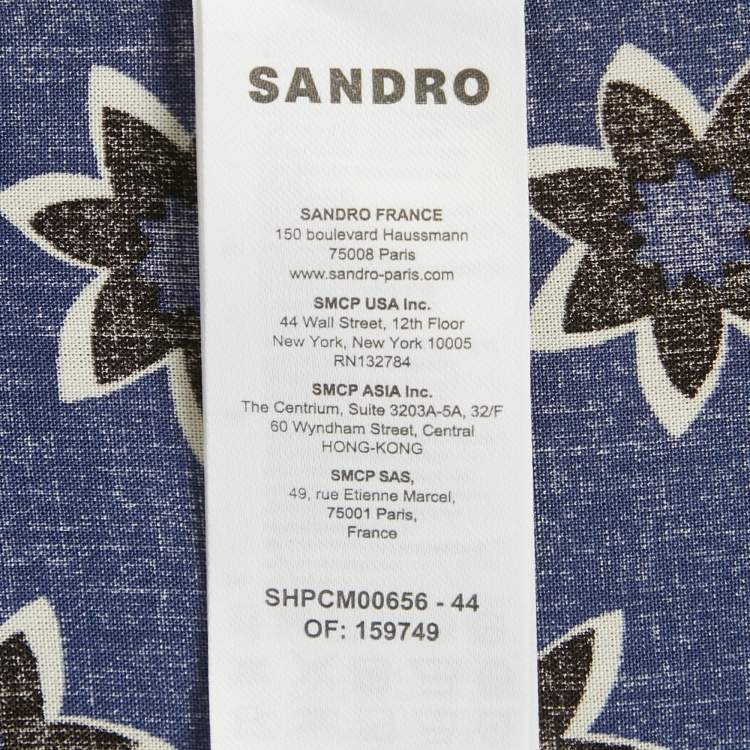 SANDRO
SANDRO FRANCE
150 boulevard Haussmann
75008 Paris
www.sandro-paris.com
SMCP USA Inc.
44 Wall Street, 12th Floor
New York, New York 10005
RN132784
SMCP ASIA Inc.
The Centrium, Suite 3203A-5A, 32/F
60 Wyndham Street, Central
HONG-KONG
SMCP SAS,
49, rue Etienne Marcel,
75001 Paris,
France
SHPCM00656 - 44
OF: 159749